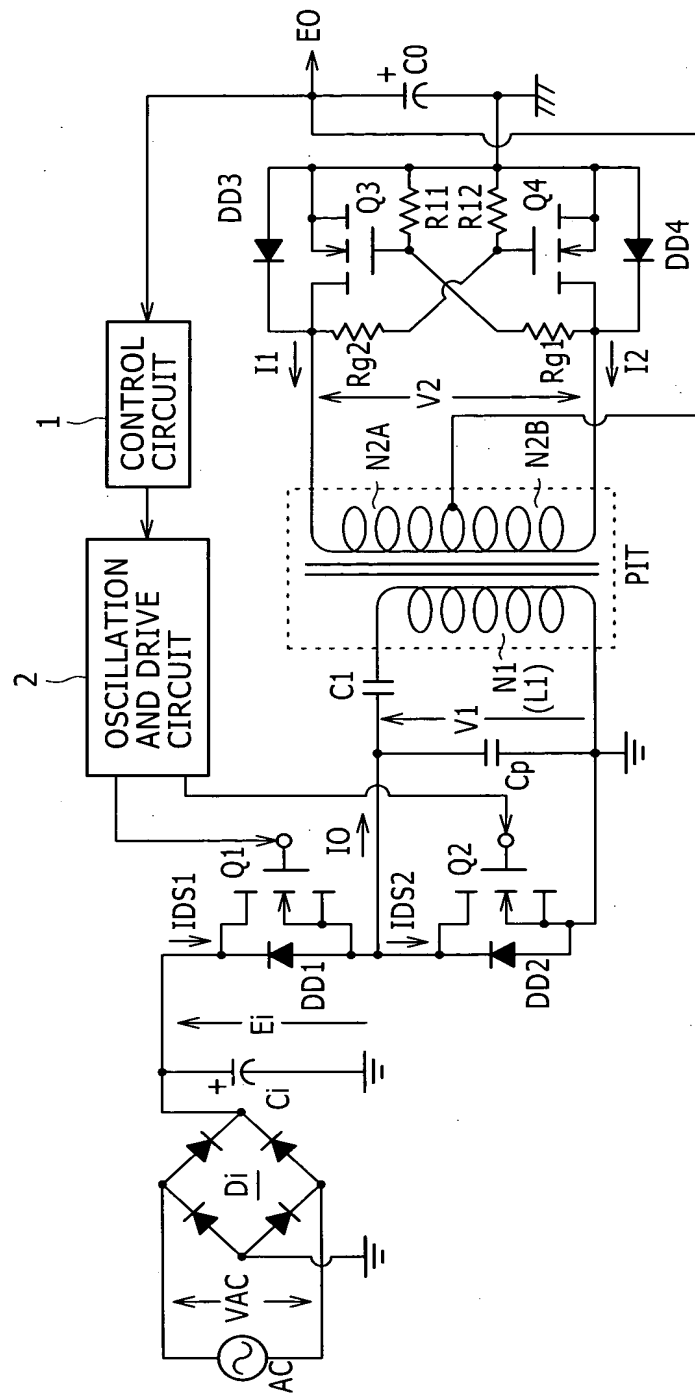 1
CONTROL
CIRCUIT
2
OSCILLATION
AND DRIVE
CIRCUIT
AC
VAC
Di
Ci
+
Ei
IDS1
Q1
DD1
IO
IDS2
Q2
DD2
Cp
V1
C1
N1
(L1)
PIT
N2A
N2B
V2
I1
I2
Rg2
Rg1
DD3
Q3
R11
R12
Q4
DD4
+
C0
EO